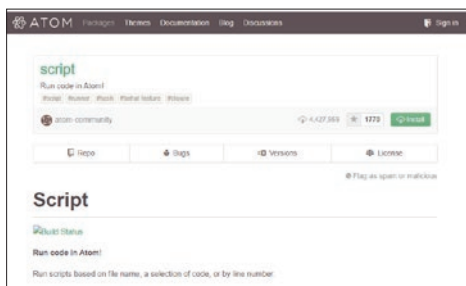 ATOM Packages Themes Documentation Blog Discussions Sign in
script
Run code in Atom!
atom-community 1773 Install
Repo Bugs Versions License
Flag as spam or malicious
Script
Build Status
Run code in Atom!
Run scripts based on file name, a selection of code, or by line number.